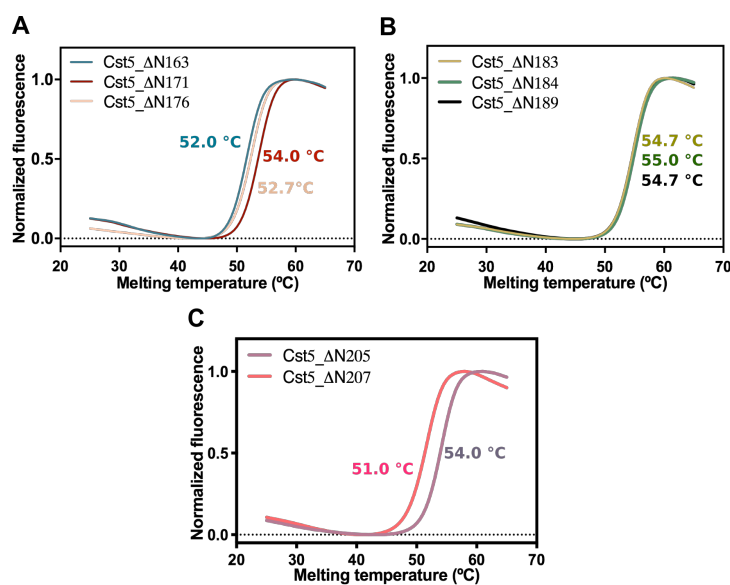 A
Normalized fluorescence
1.0
0.5
0.0
Cst5_ΔN163
Cst5_ΔN171
Cst5_ΔN176
52.0 °C
54.0 °C
52.7°C
20
30
40
50
60
70
Melting temperature (ºC)
B
Normalized fluorescence
1.0
0.5
0.0
Cst5_ΔN183
Cst5_ΔN184
Cst5_ΔN189
54.7 °C
55.0 °C
54.7 °C
20
30
40
50
60
70
Melting temperature (ºC)
C
Normalized fluorescence
1.0
0.5
0.0
Cst5_ΔN205
Cst5_ΔN207
51.0 °C
54.0 °C
20
30
40
50
60
70
Melting temperature (ºC)